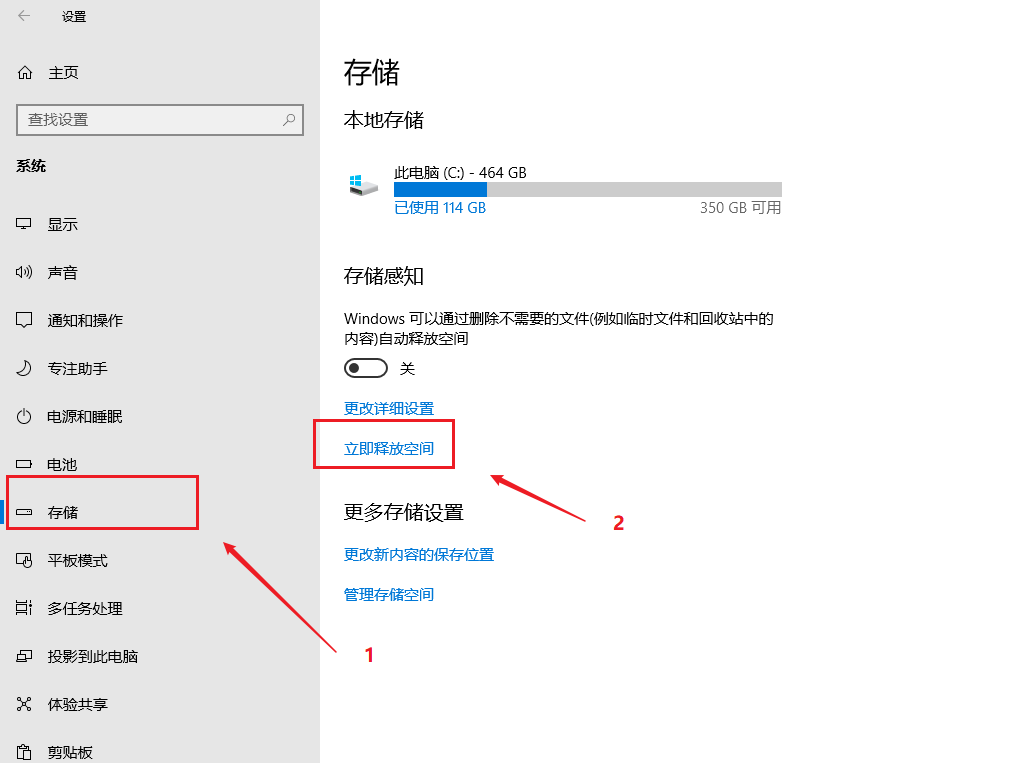 设置
主页
查找设置
系统
显示
声音
通知和操作
专注助手
电源和睡眠
电池
存储
平板模式
多任务处理
投影到此电脑
体验共享
剪贴板
存储
本地存储
此电脑 (C:) - 464 GB
已使用 114 GB
350 GB 可用
存储感知
Windows 可以通过删除不需要的文件(例如临时文件和回收站中的
内容)自动释放空间
关
更改详细设置
立即释放空间
2
更多存储设置
更改新内容的保存位置
管理存储空间
1